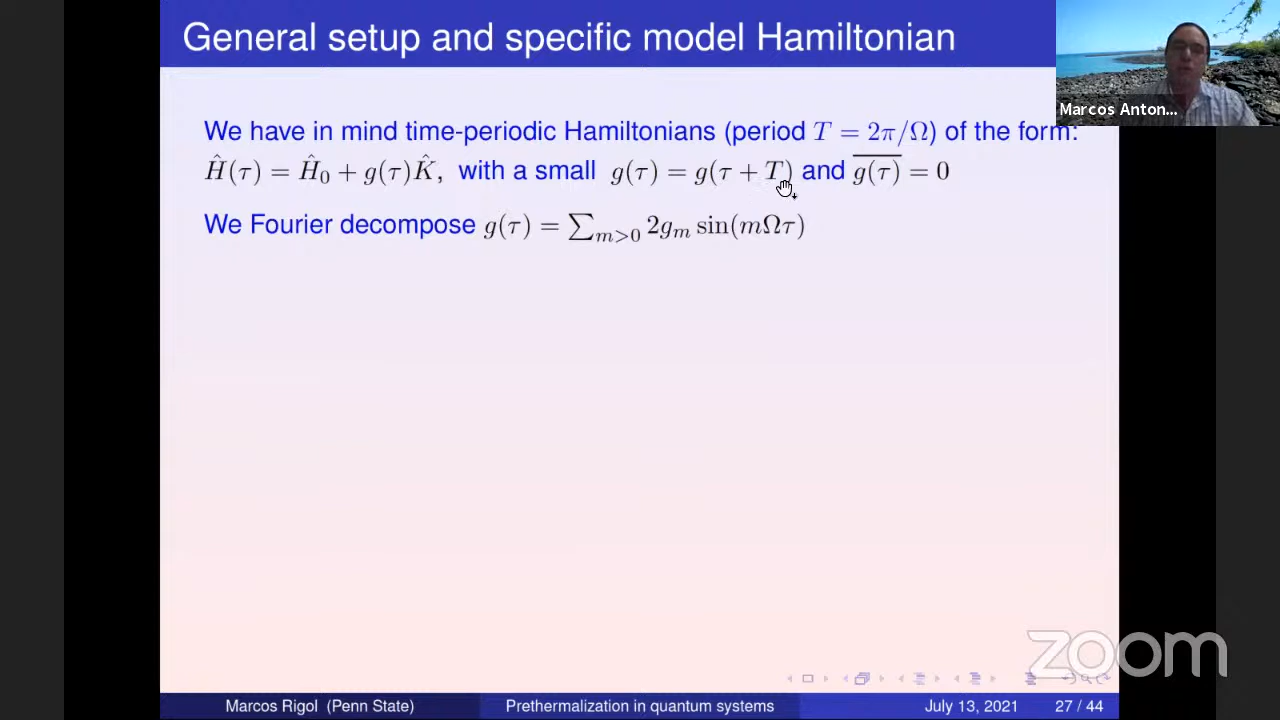 General setup and specific model Hamiltonian
Marcos Anton...
We have in mind time-periodic Hamiltonians (period T = 2π/Ω) of the form:
Ĥ(τ) = Ĥ₀ + g(τ)K̂, with a small g(τ) = g(τ + T) and \overline{g(τ)} = 0
We Fourier decompose g(τ) = ∑_{m>0} 2g_m sin(mΩτ)
zoom
Marcos Rigol (Penn State) Prethermalization in quantum systems July 13, 2021 27 / 44